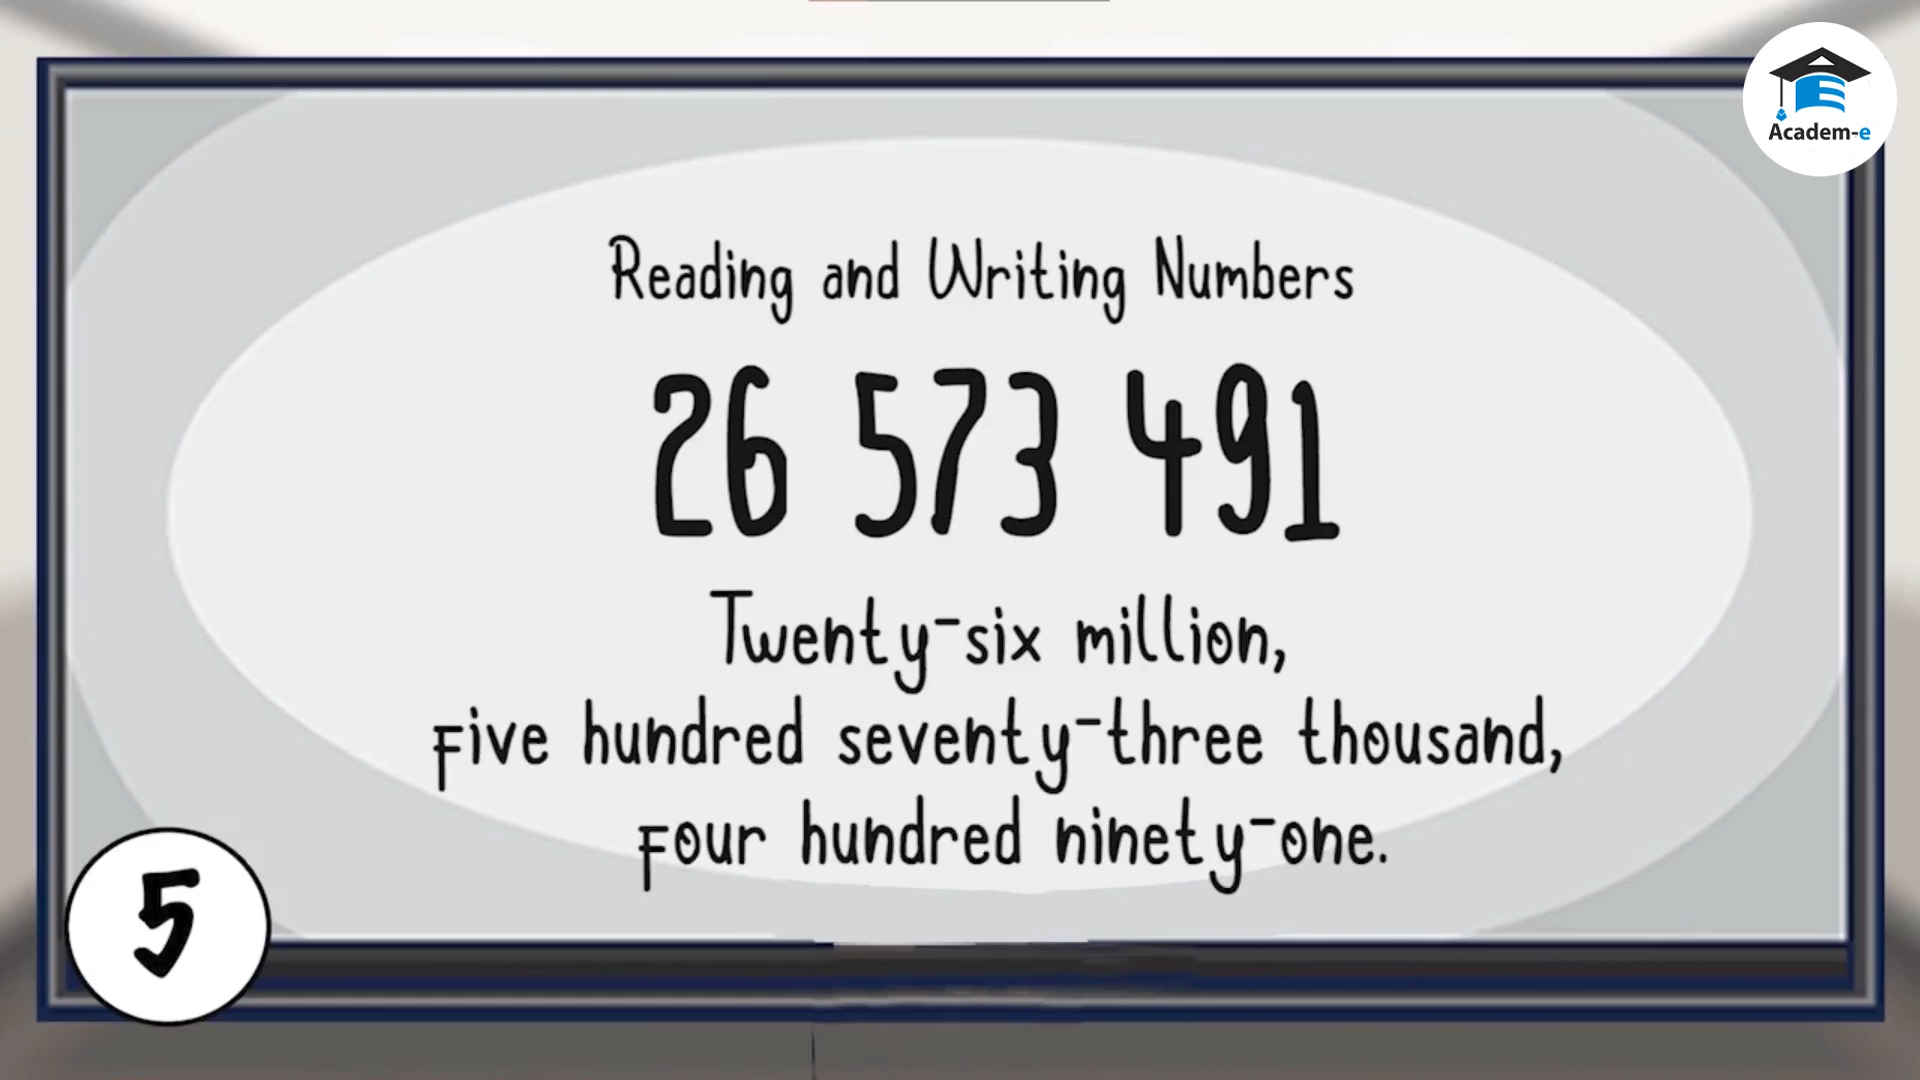 Academ-e
Reading and Writing Numbers
26 573 491
Twenty-six million,
five hundred seventy-three thousand,
four hundred ninety-one.
5